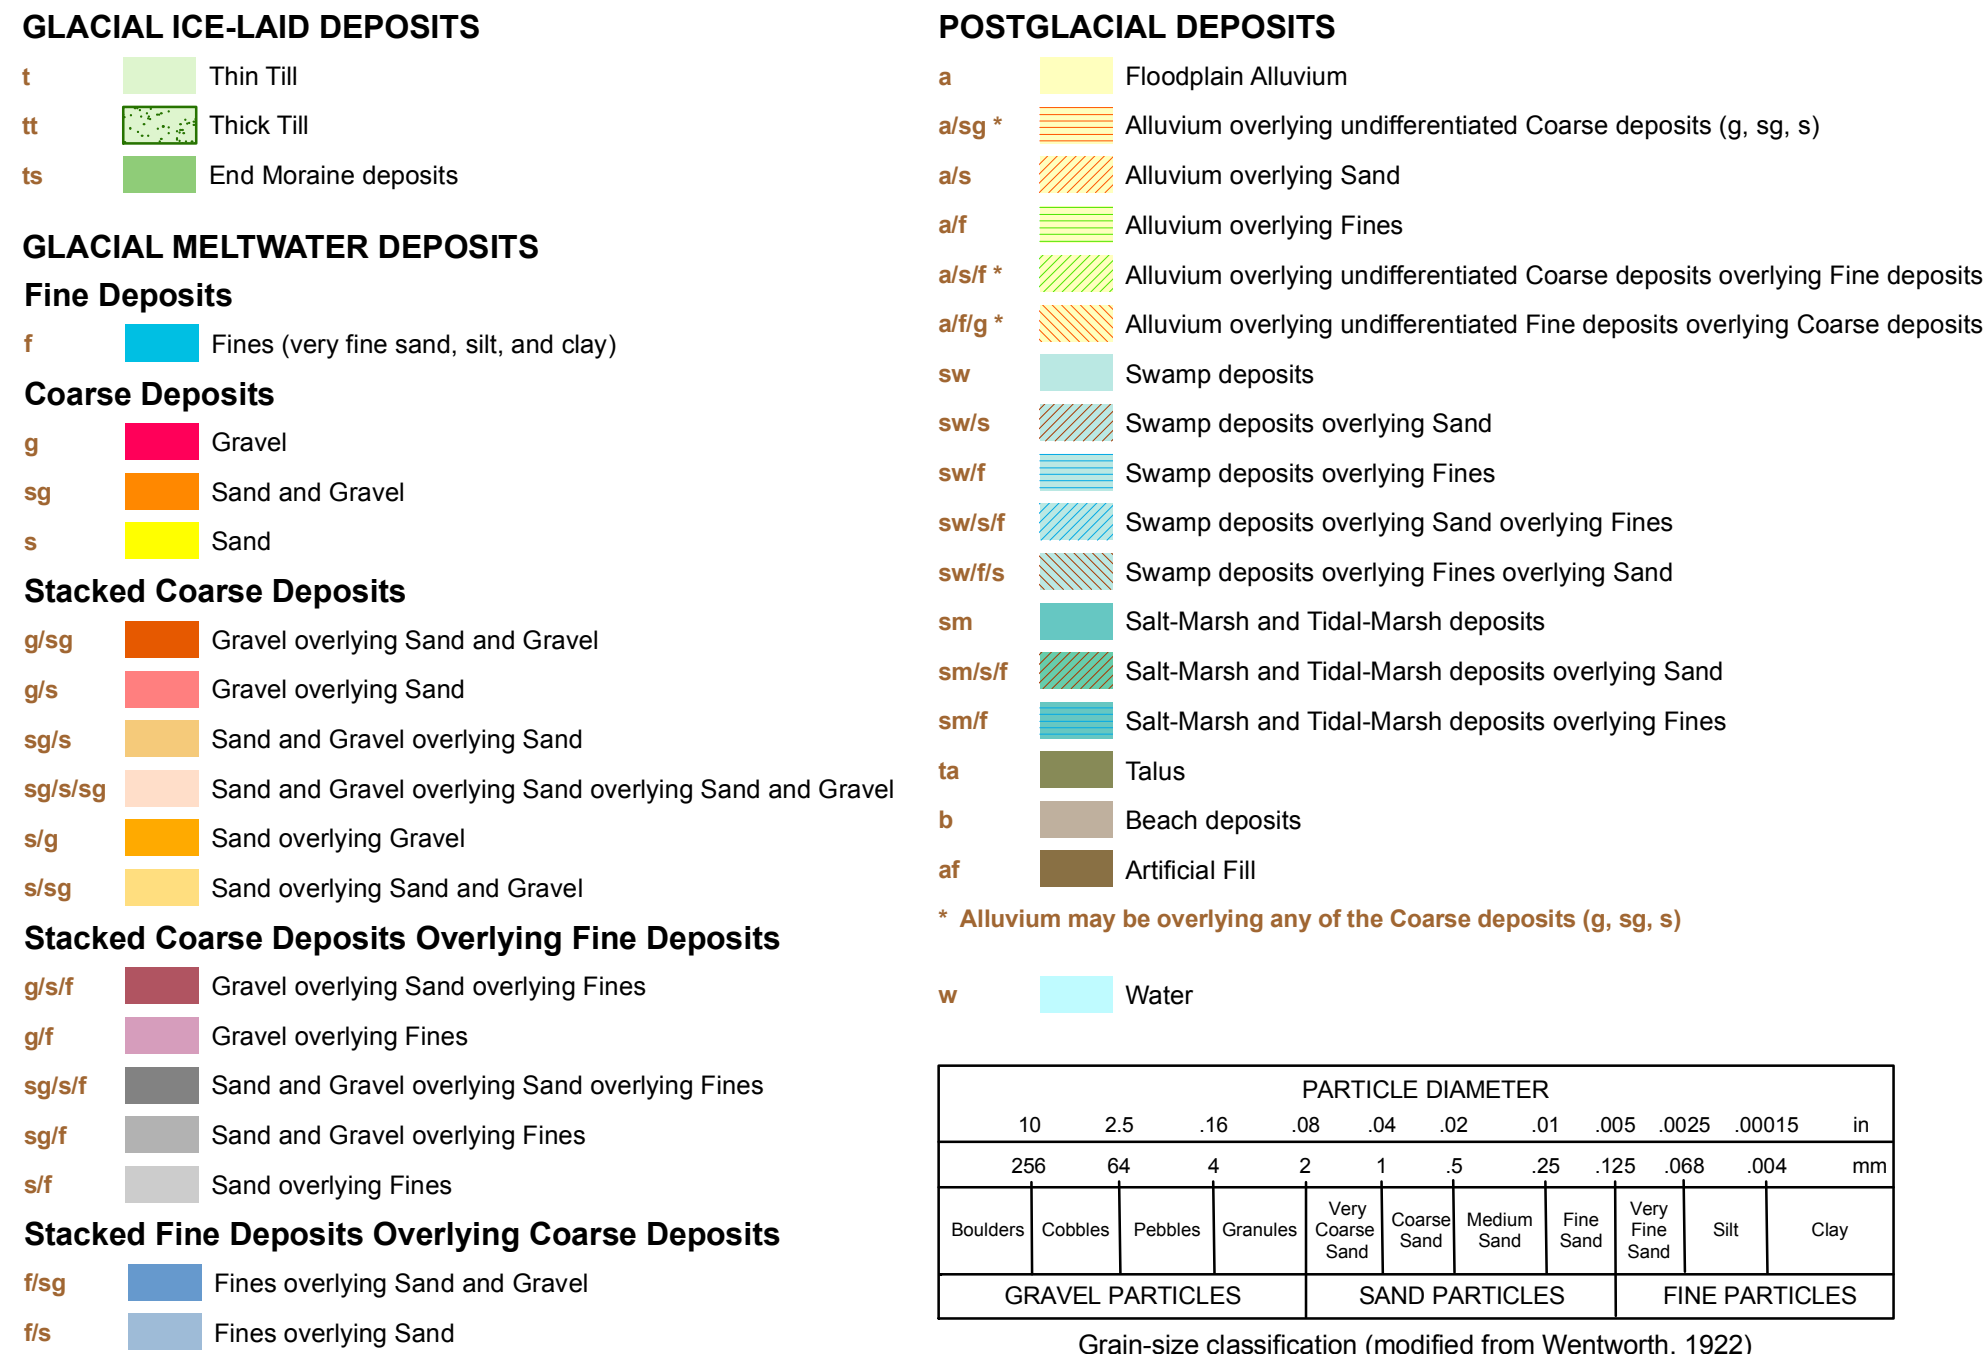 GLACIAL ICE-LAID DEPOSITS
t Thin Till
tt Thick Till
ts End Moraine deposits
GLACIAL MELTWATER DEPOSITS
Fine Deposits
f Fines (very fine sand, silt, and clay)
Coarse Deposits
g Gravel
sg Sand and Gravel
s Sand
Stacked Coarse Deposits
g/sg Gravel overlying Sand and Gravel
g/s Gravel overlying Sand
sg/s Sand and Gravel overlying Sand
sg/s/sg Sand and Gravel overlying Sand overlying Sand and Gravel
s/g Sand overlying Gravel
s/sg Sand overlying Sand and Gravel
Stacked Coarse Deposits Overlying Fine Deposits
g/s/f Gravel overlying Sand overlying Fines
g/f Gravel overlying Fines
sg/s/f Sand and Gravel overlying Sand overlying Fines
sg/f Sand and Gravel overlying Fines
s/f Sand overlying Fines
Stacked Fine Deposits Overlying Coarse Deposits
f/sg Fines overlying Sand and Gravel
f/s Fines overlying Sand
POSTGLACIAL DEPOSITS
a Floodplain Alluvium
a/sg * Alluvium overlying undifferentiated Coarse deposits (g, sg, s)
a/s Alluvium overlying Sand
a/f Alluvium overlying Fines
a/s/f * Alluvium overlying undifferentiated Coarse deposits overlying Fine deposits
a/f/g * Alluvium overlying undifferentiated Fine deposits overlying Coarse deposits
sw Swamp deposits
sw/s Swamp deposits overlying Sand
sw/f Swamp deposits overlying Fines
sw/s/f Swamp deposits overlying Sand overlying Fines
sw/f/s Swamp deposits overlying Fines overlying Sand
sm Salt-Marsh and Tidal-Marsh deposits
sm/s/f Salt-Marsh and Tidal-Marsh deposits overlying Sand
sm/f Salt-Marsh and Tidal-Marsh deposits overlying Fines
ta Talus
b Beach deposits
af Artificial Fill
* Alluvium may be overlying any of the Coarse deposits (g, sg, s)
w Water
PARTICLE DIAMETER
10 2.5 .16 .08 .04 .02 .01 .005 .0025 .00015 in
256 64 4 2 1 .5 .25 .125 .068 .004 mm
Boulders Cobbles Pebbles Granules Very Coarse Sand Coarse Sand Medium Sand Fine Sand Very Fine Sand Silt Clay
GRAVEL PARTICLES SAND PARTICLES FINE PARTICLES
Grain-size classification (modified from Wentworth, 1922)